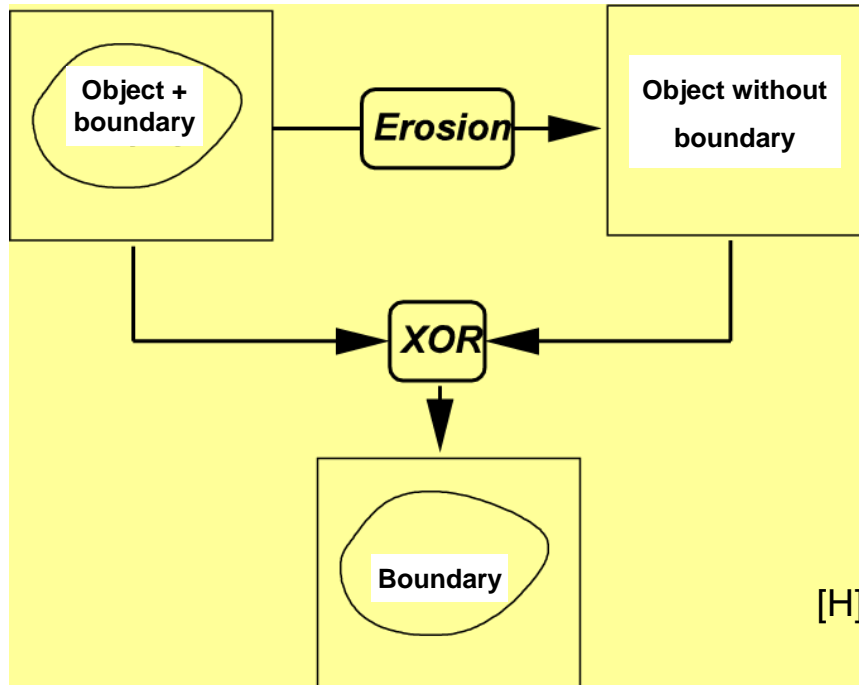 Object +
boundary
Erosion
Object without
boundary
XOR
Boundary
[H]